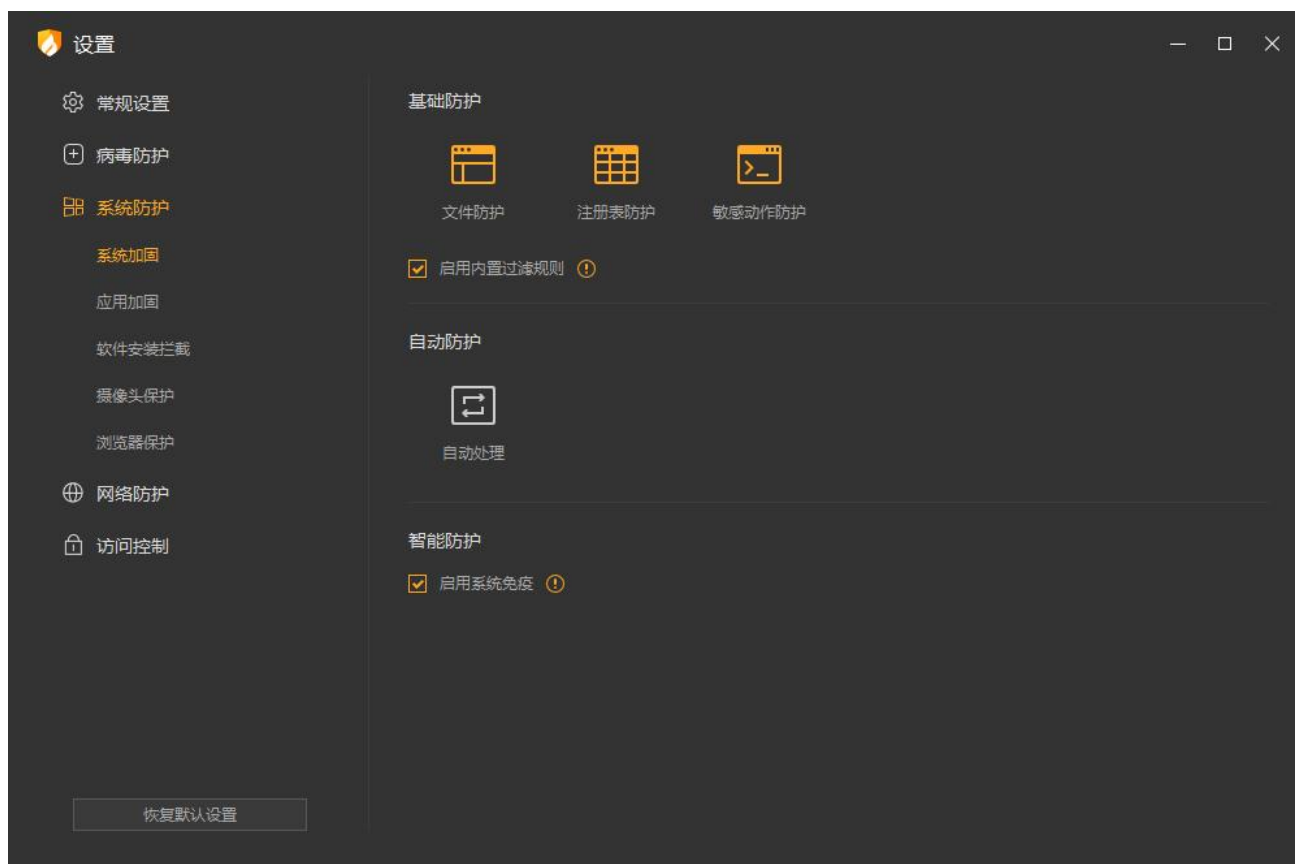 设置
常规设置
病毒防护
系统防护
系统加固
应用加固
软件安装拦截
摄像头保护
浏览器保护
网络防护
访问控制
恢复默认设置
基础防护
文件防护 注册表防护 敏感动作防护
启用内置过滤规则
自动防护
自动处理
智能防护
启用系统免疫